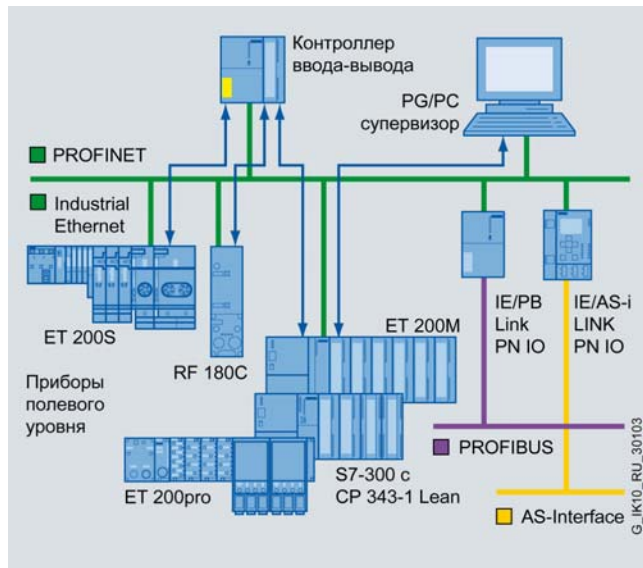 Контроллер
ввода-вывода
PG/PC
супервизор
PROFINET
Industrial
Ethernet
ET 200S
RF 180C
ET 200M
IE/PB
Link
PN IO
IE/AS-i
LINK
PN IO
Приборы
полевого
уровня
ET 200pro
S7-300 с
CP 343-1 Lean
PROFIBUS
AS-Interface
G_IK10_RU_30103